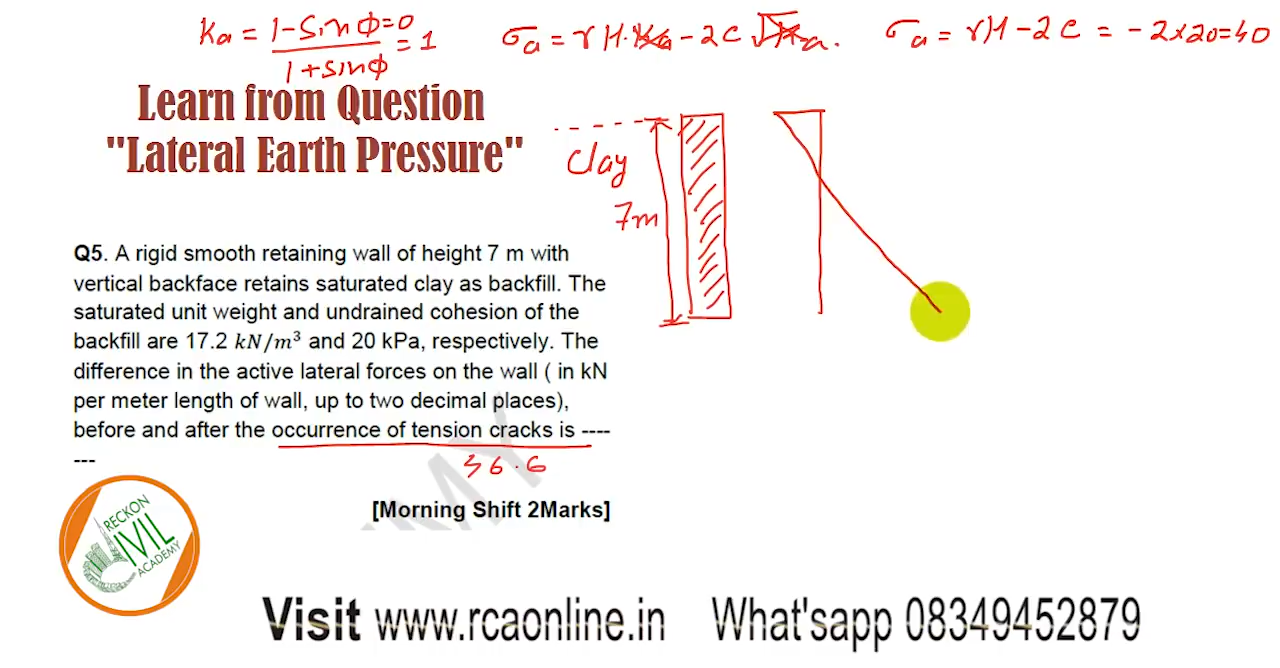 Ka = 1-sinϕ=0 / 1+sinϕ = 1
σa = γH.Ka - 2c√Ka.
σa = γH - 2c = -2x20=40
Learn from Question
"Lateral Earth Pressure"
Clay
7m
Q5. A rigid smooth retaining wall of height 7 m with
vertical backface retains saturated clay as backfill. The
saturated unit weight and undrained cohesion of the
backfill are 17.2 kN/m³ and 20 kPa, respectively. The
difference in the active lateral forces on the wall ( in kN
per meter length of wall, up to two decimal places),
before and after the occurrence of tension cracks is ----
---
36.6
[Morning Shift 2Marks]
RECKON
CIVIL
ACADEMY
Visit www.rcaonline.in What'sapp 08349452879